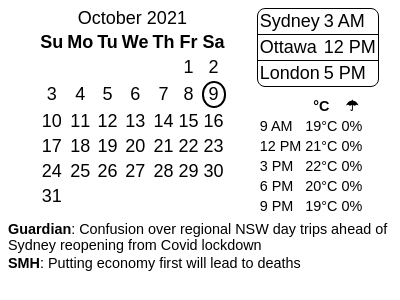 October 2021
Su Mo Tu We Th Fr Sa
1 2
3 4 5 6 7 8 9
10 11 12 13 14 15 16
17 18 19 20 21 22 23
24 25 26 27 28 29 30
31
Sydney 3 AM
Ottawa 12 PM
London 5 PM
°C ☂
9 AM 19°C 0%
12 PM 21°C 0%
3 PM 22°C 0%
6 PM 20°C 0%
9 PM 19°C 0%
Guardian: Confusion over regional NSW day trips ahead of
Sydney reopening from Covid lockdown
SMH: Putting economy first will lead to deaths